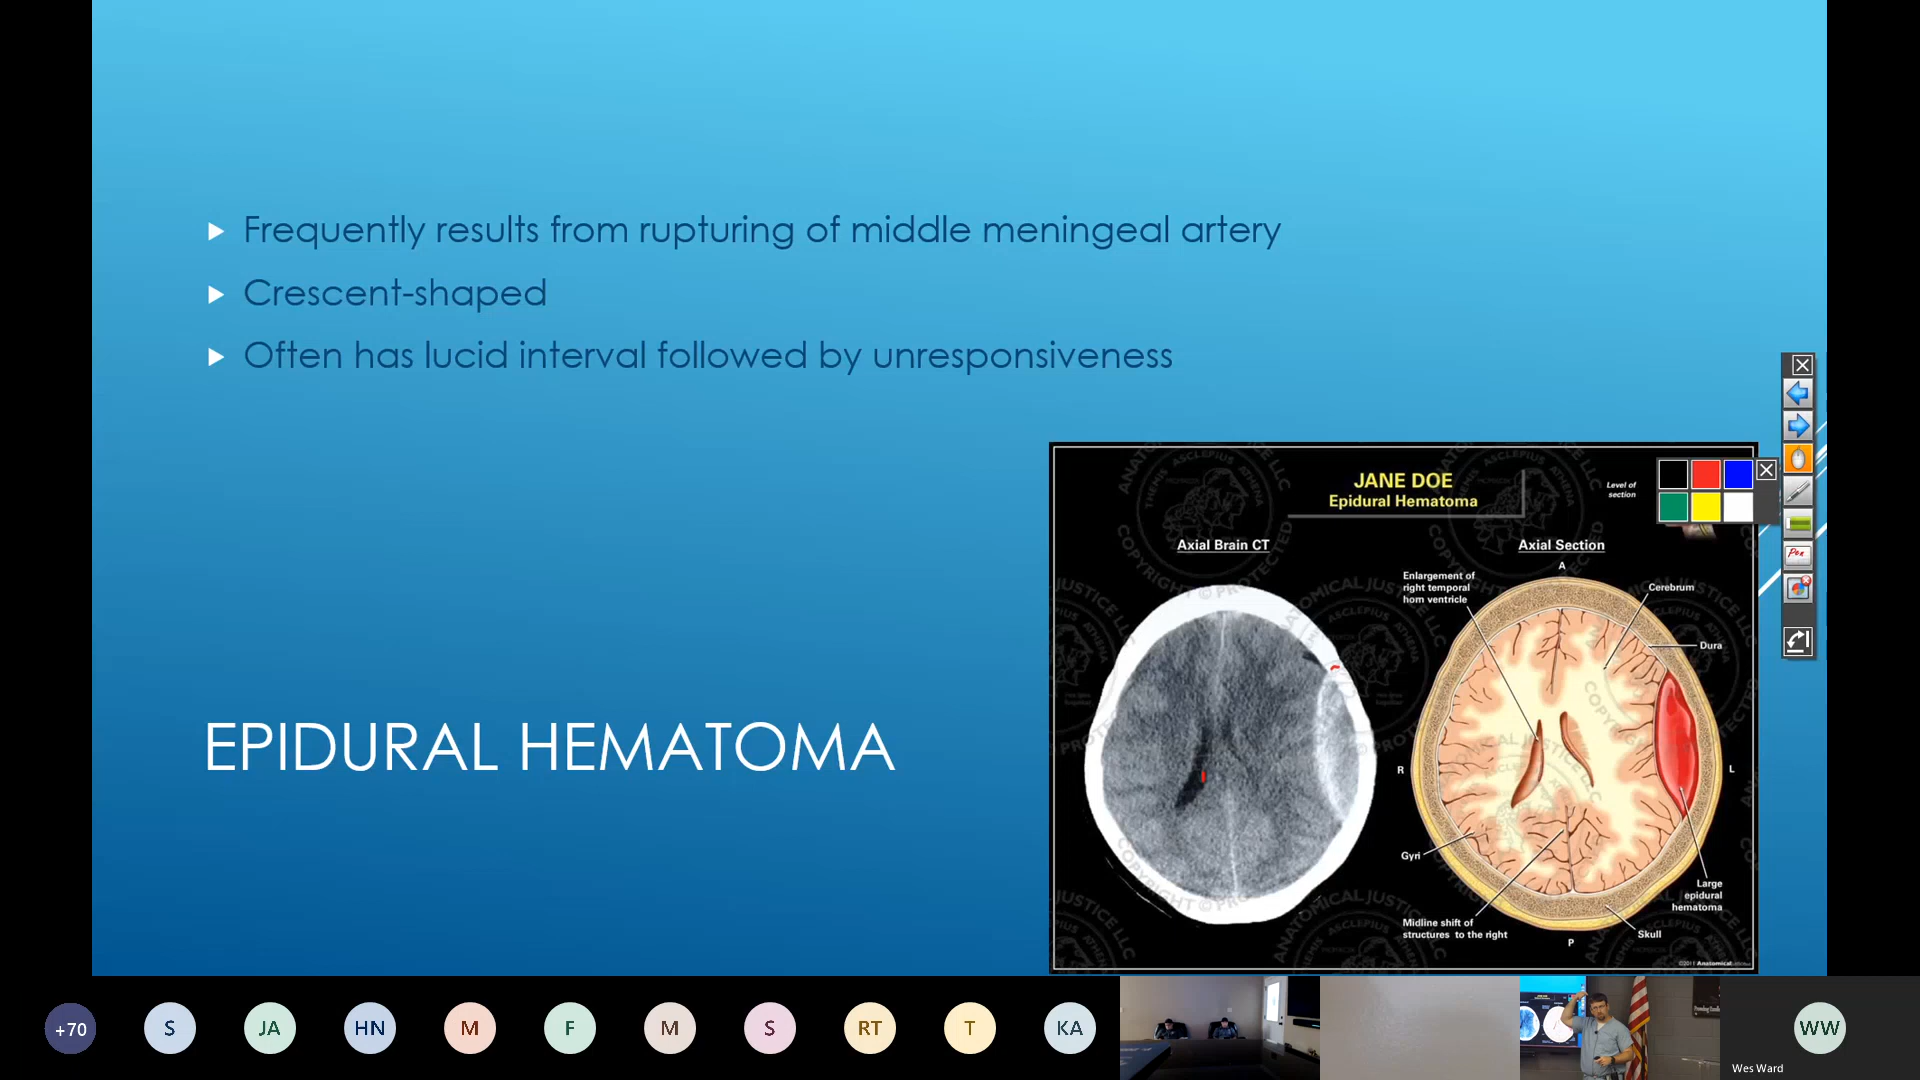 Frequently results from rupturing of middle meningeal artery
Crescent-shaped
Often has lucid interval followed by unresponsiveness
EPIDURAL HEMATOMA
JANE DOE
Epidural Hematoma
Level of
section
Axial Brain CT
Axial Section
A
Enlargement of
right temporal
horn ventricle
Cerebrum
Dura
R
L
Gyri
Large
epidural
hematoma
Midline shift of
structures to the right
Skull
P
©2011 Anatomical
Pen
+70
S
JA
HN
M
F
M
S
RT
T
KA
WW
Wes Ward